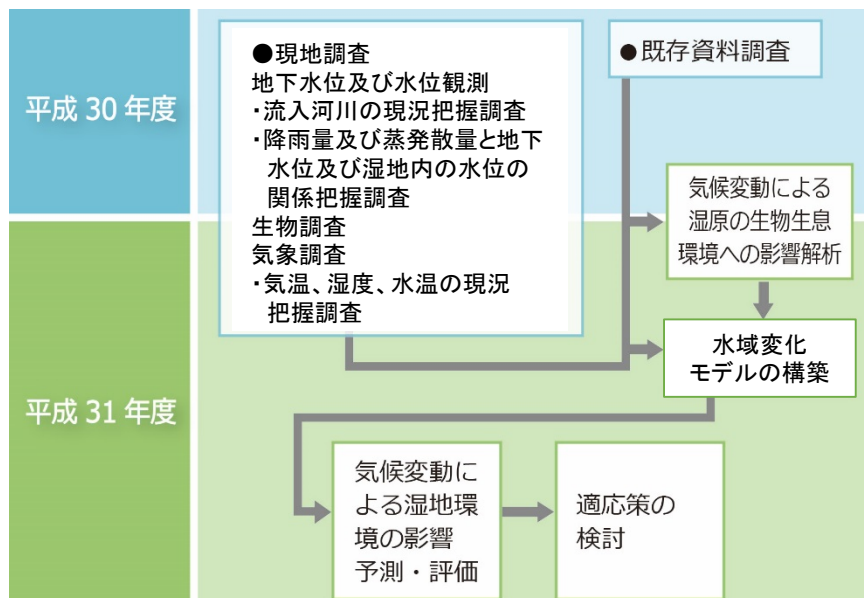 平成 30 年度
●現地調査
地下水位及び水位観測
・流入河川の現況把握調査
・降雨量及び蒸発散量と地下
水位及び湿地内の水位の
関係把握調査
生物調査
気象調査
・気温、湿度、水温の現況
把握調査
●既存資料調査
気候変動による
湿原の生物生息
環境への影響解析
平成 31 年度
水域変化
モデルの構築
気候変動に
よる湿地環
境の影響
予測・評価
適応策の
検討